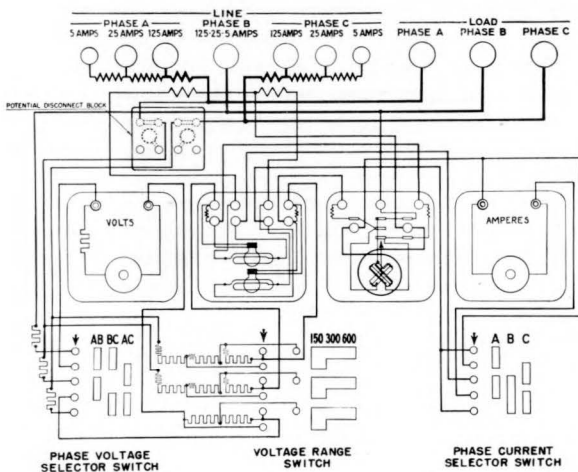 LINE
PHASE A PHASE B PHASE C
5 AMPS 25 AMPS 125 AMPS 125-25-5 AMPS 125 AMPS 25 AMPS 5 AMPS
LOAD
PHASE A PHASE B PHASE C
POTENTIAL DISCONNECT BLOCK
VOLTS
AMPERES
AB BC AC
150 300 600
A B C
PHASE VOLTAGE
SELECTOR SWITCH
VOLTAGE RANGE
SWITCH
PHASE CURRENT
SELECTOR SWITCH